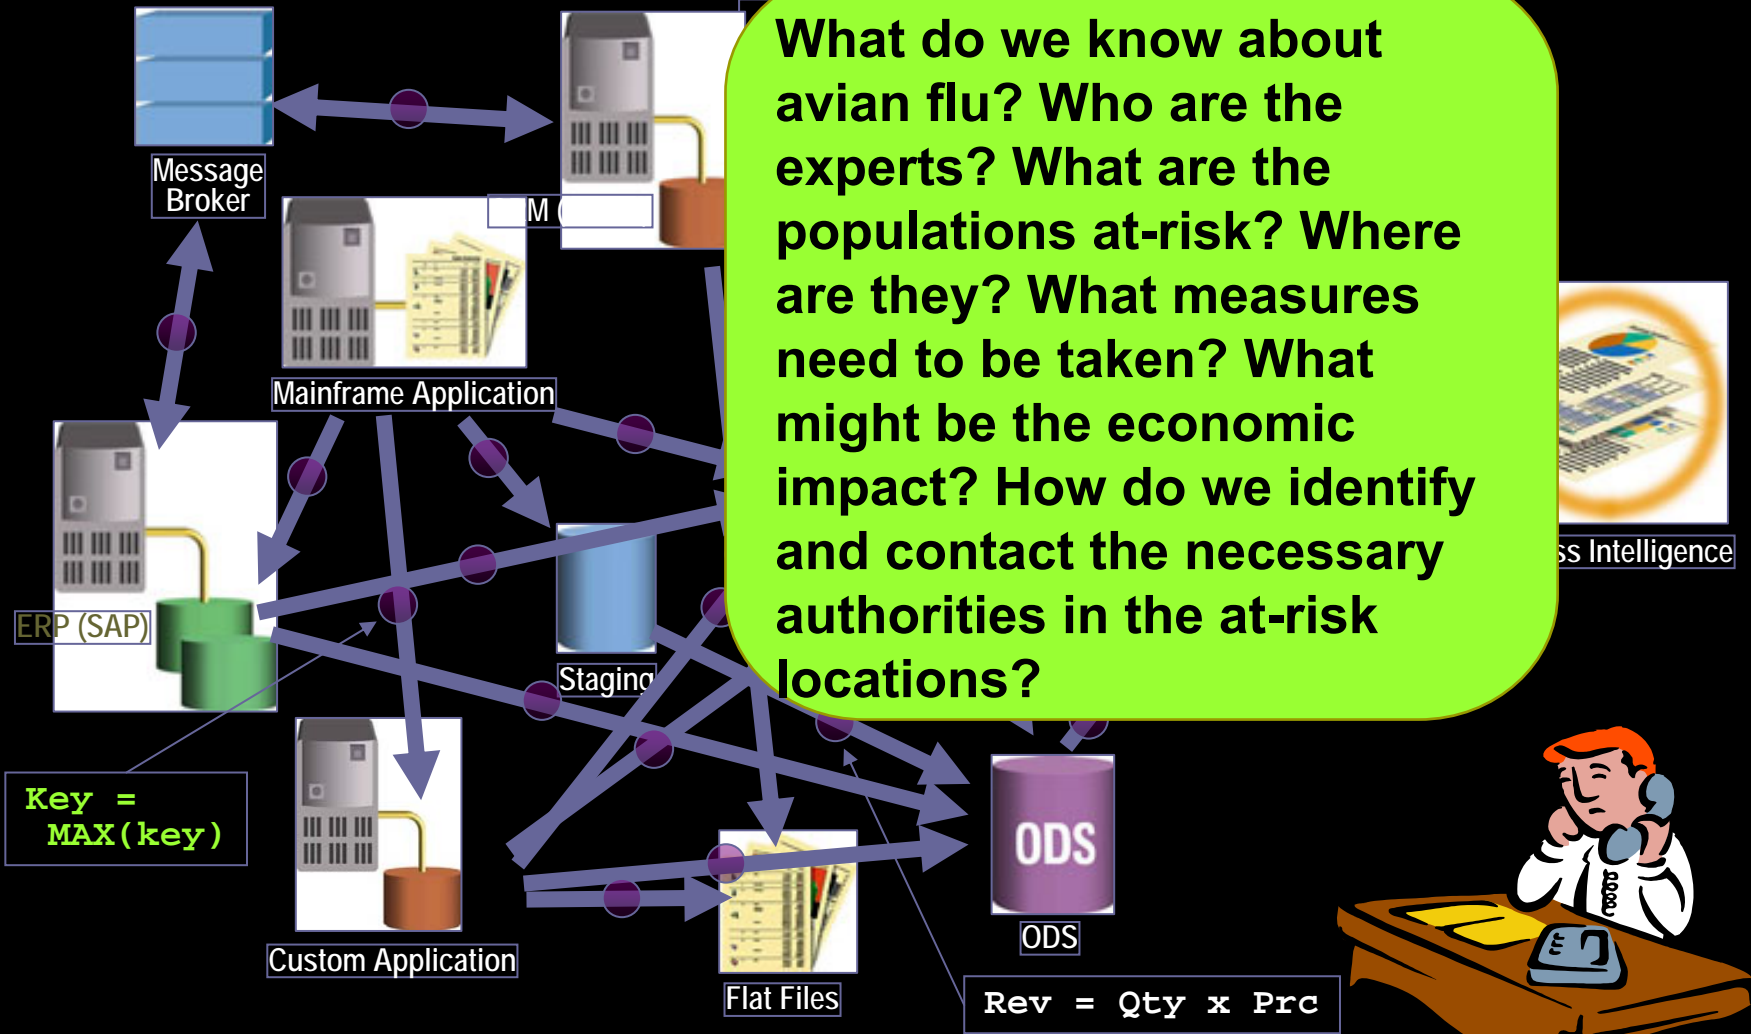 What do we know about
avian flu? Who are the
experts? What are the
populations at-risk? Where
are they? What measures
need to be taken? What
might be the economic
impact? How do we identify
and contact the necessary
authorities in the at-risk
locations?
Message
Broker
M (
Mainframe Application
ERP (SAP)
Staging
ss Intelligence
Key =
MAX(key)
Custom Application
Flat Files
ODS
ODS
Rev = Qty x Prc